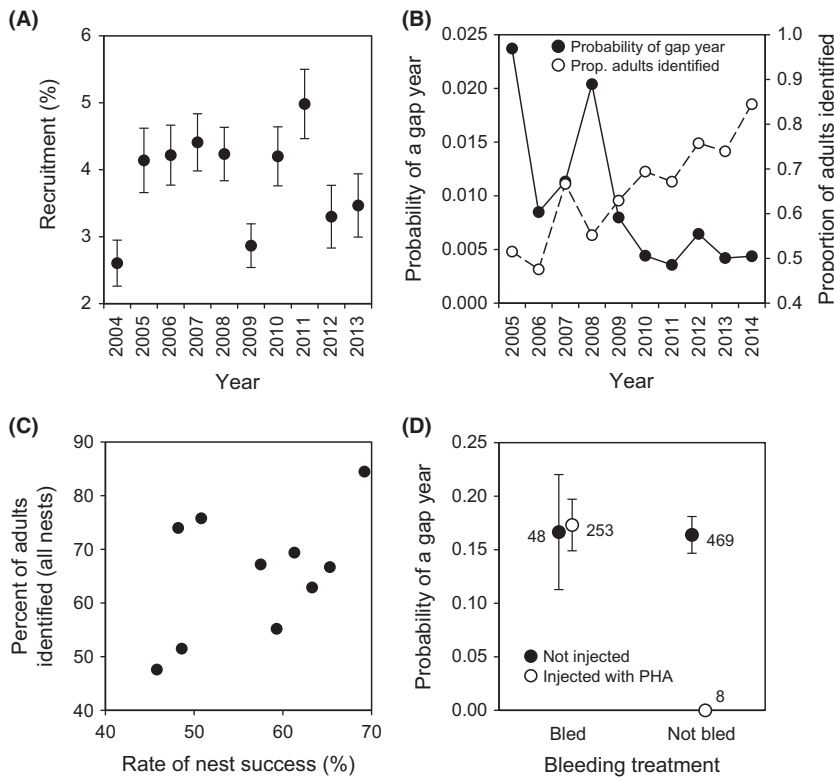 (A)
6
5
4
3
2
Recruitment (%)
2004
2005
2006
2007
2008
2009
2010
2011
2012
2013
Year
(B)
0.025
0.020
0.015
0.010
0.005
0.000
Probability of a gap year
Probability of gap year
Prop. adults identified
1.0
0.9
0.8
0.7
0.6
0.5
0.4
Proportion of adults identified
2005
2006
2007
2008
2009
2010
2011
2012
2013
2014
Year
(C)
90
80
70
60
50
40
Percent of adults
identified (all nests)
40 50 60 70
Rate of nest success (%)
(D)
0.25
0.20
0.15
0.10
0.05
0.00
Probability of a gap year
48 253 469
Not injected
Injected with PHA
8
Bled Not bled
Bleeding treatment